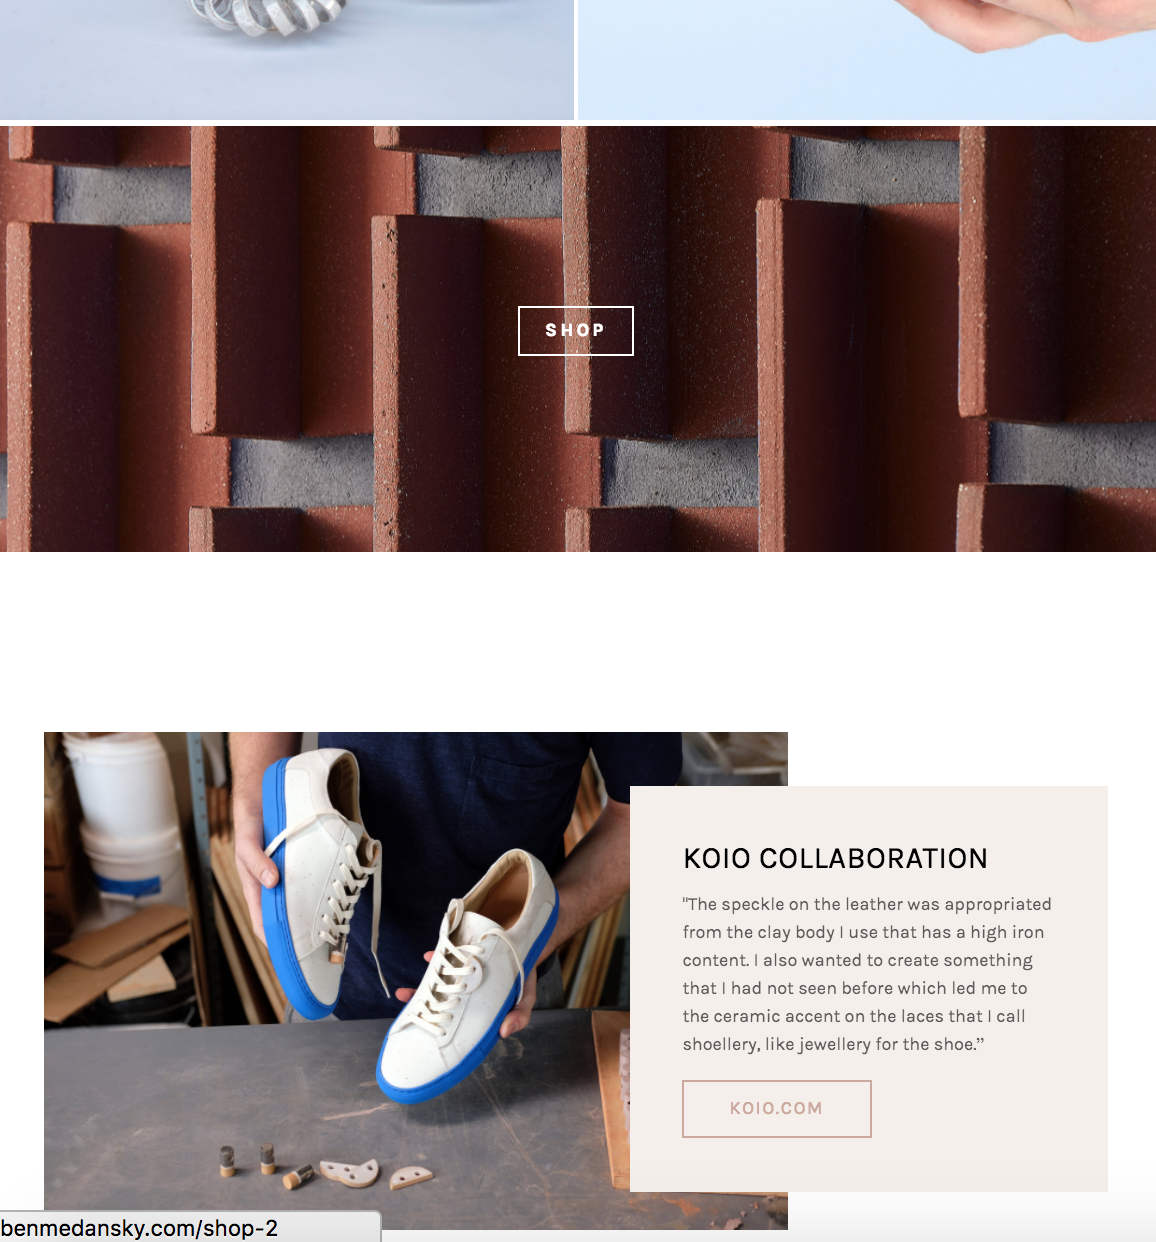 SHOP
KOIO COLLABORATION
"The speckle on the leather was appropriated
from the clay body I use that has a high iron
content. I also wanted to create something
that I had not seen before which led me to
the ceramic accent on the laces that I call
shoellery, like jewellery for the shoe.”
KOIO.COM
benmedansky.com/shop-2